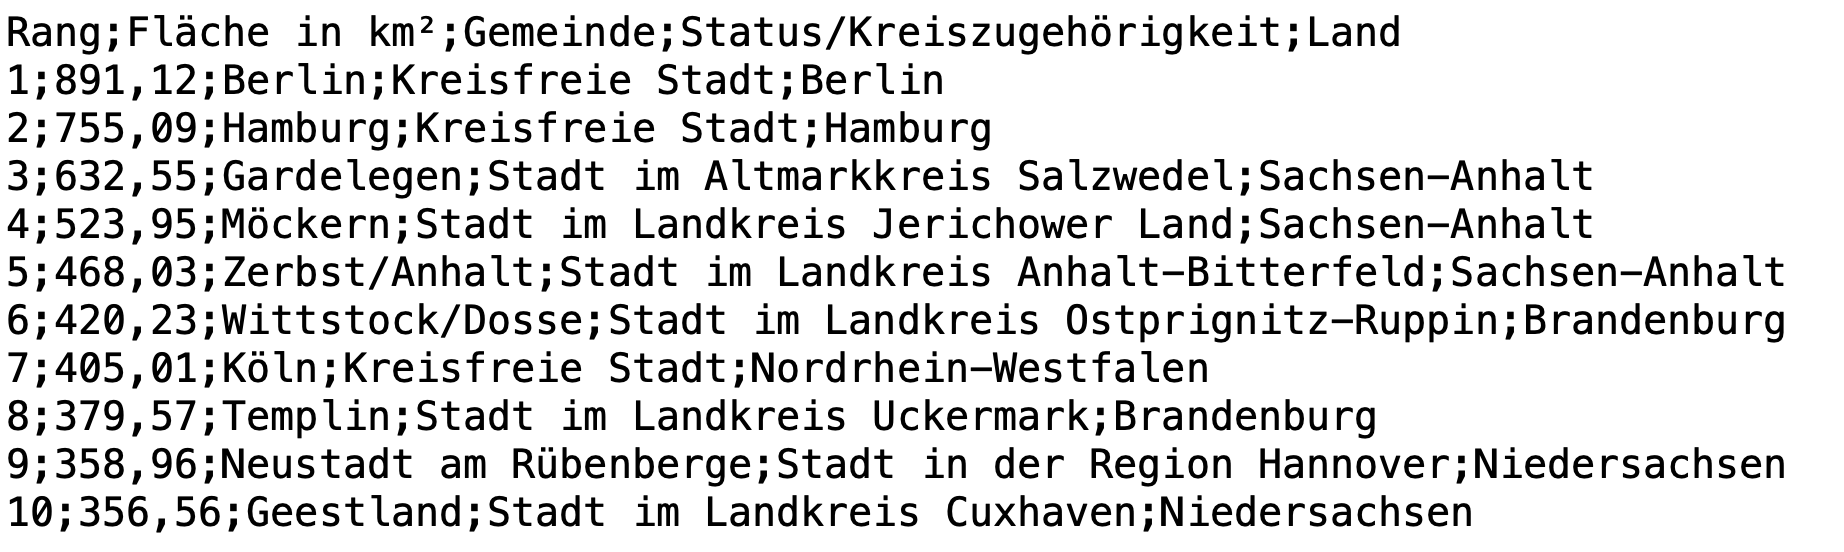 Rang;Fläche in km²;Gemeinde;Status/Kreiszugehörigkeit;Land
1;891,12;Berlin;Kreisfreie Stadt;Berlin
2;755,09;Hamburg;Kreisfreie Stadt;Hamburg
3;632,55;Gardelegen;Stadt im Altmarkkreis Salzwedel;Sachsen-Anhalt
4;523,95;Möckern;Stadt im Landkreis Jerichower Land;Sachsen-Anhalt
5;468,03;Zerbst/Anhalt;Stadt im Landkreis Anhalt-Bitterfeld;Sachsen-Anhalt
6;420,23;Wittstock/Dosse;Stadt im Landkreis Ostprignitz-Ruppin;Brandenburg
7;405,01;Köln;Kreisfreie Stadt;Nordrhein-Westfalen
8;379,57;Templin;Stadt im Landkreis Uckermark;Brandenburg
9;358,96;Neustadt am Rübenberge;Stadt in der Region Hannover;Niedersachsen
10;356,56;Geestland;Stadt im Landkreis Cuxhaven;Niedersachsen